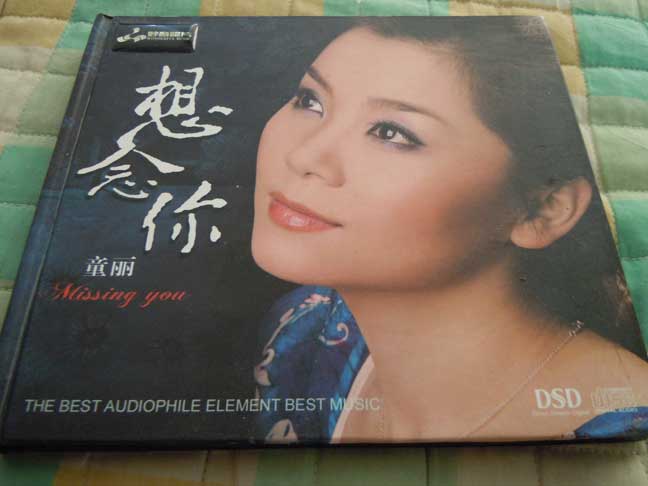 想念你
童丽
Missing you
THE BEST AUDIOPHILE ELEMENT BEST MUSIC
DSD